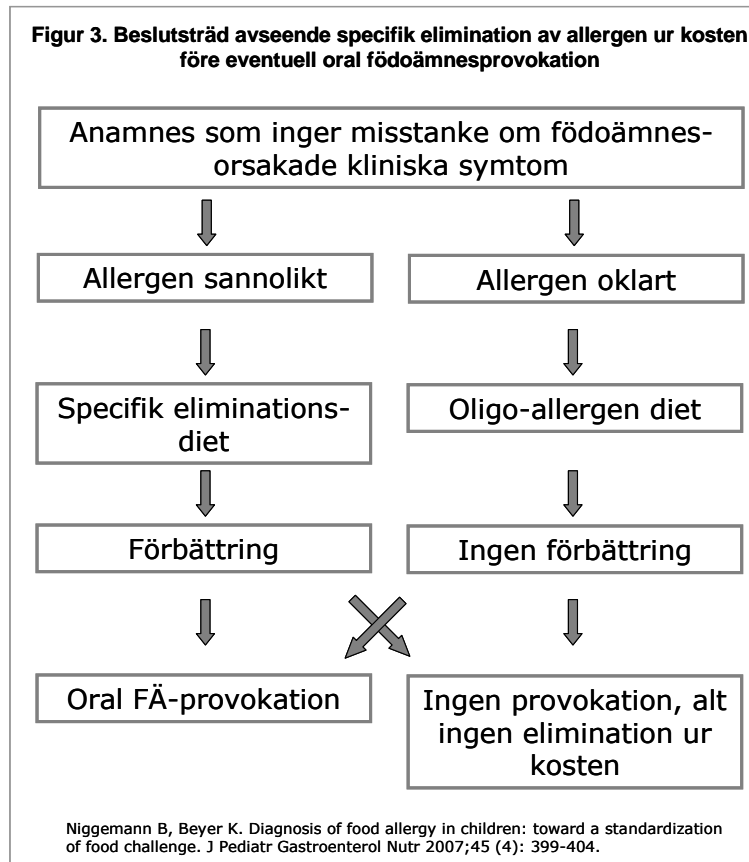 Figur 3. Beslutsträd avseende specifik elimination av allergen ur kosten
före eventuell oral födoämnesprovokation
Anamnes som inger misstanke om födoämnes-
orsakade kliniska symtom
Allergen sannolikt
Allergen oklart
Specifik eliminations-
diet
Oligo-allergen diet
Förbättring
Ingen förbättring
Oral FÄ-provokation
Ingen provokation, alt
ingen elimination ur
kosten
Niggemann B, Beyer K. Diagnosis of food allergy in children: toward a standardization
of food challenge. J Pediatr Gastroenterol Nutr 2007;45 (4): 399-404.